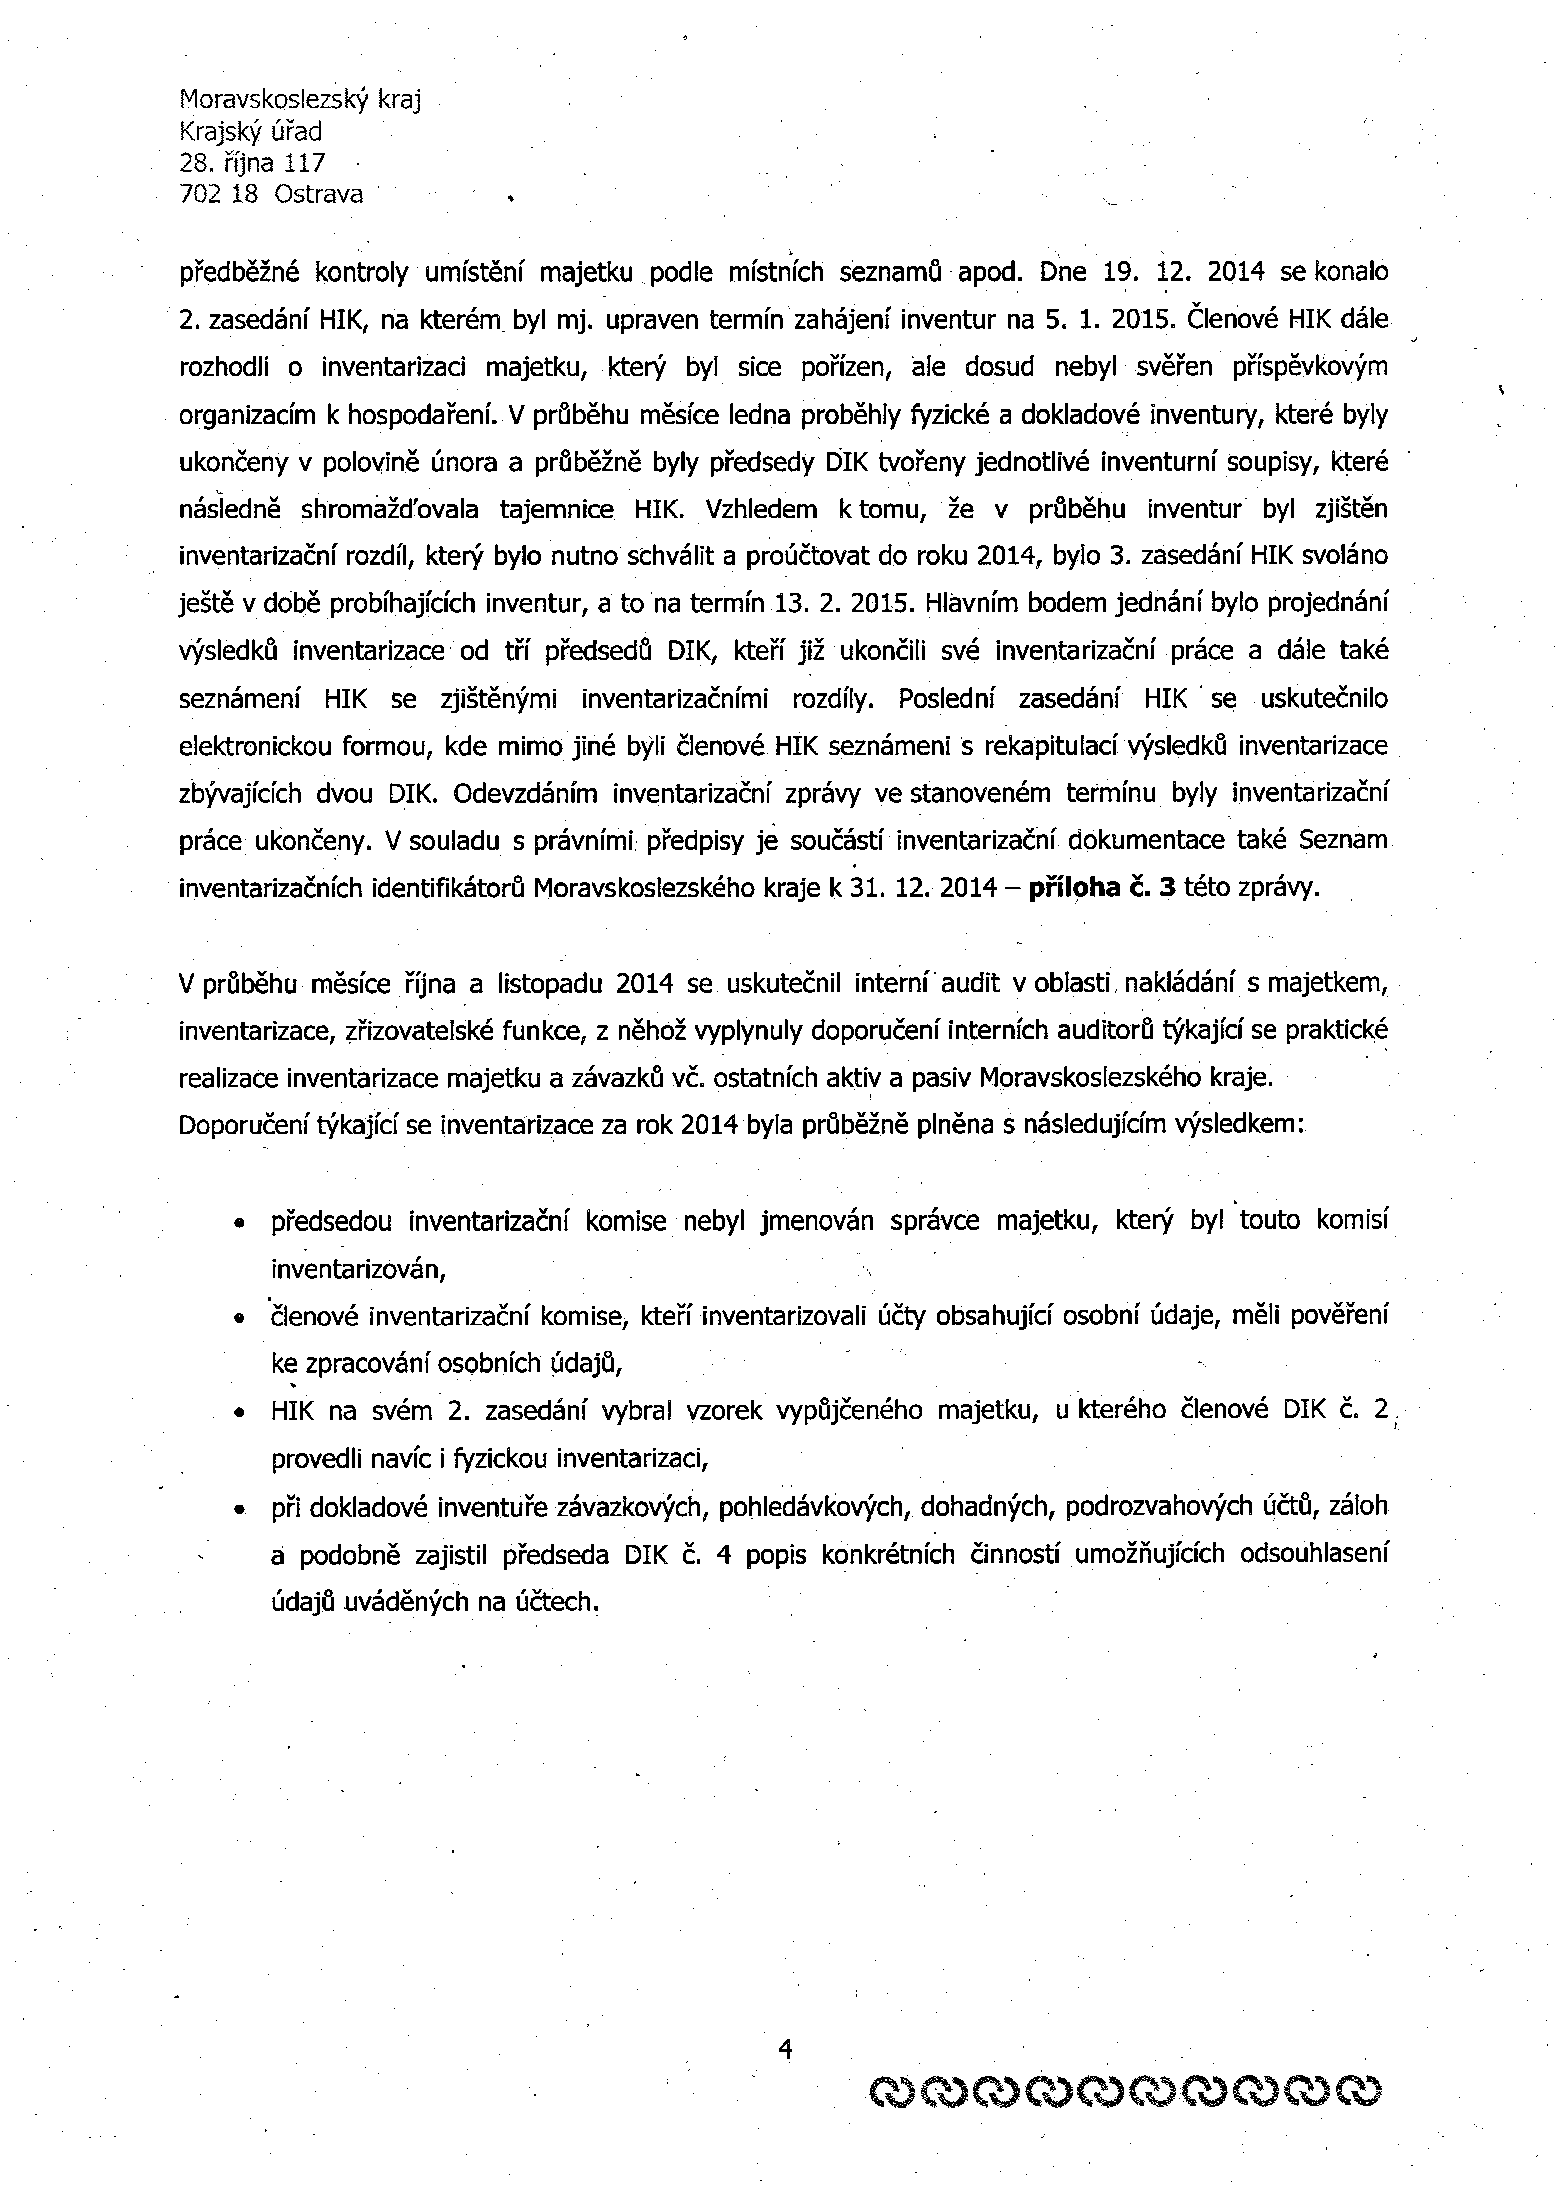 Moravskoslezský kraj
Krajský úřad
28. října 117
702 18 Ostrava
předběžné kontroly umístění majetku podle místních seznamů apod. Dne 19. 12. 2014 se konalo
2. zasedání HIK, na kterém byl mj. upraven termín zahájení inventur na 5. 1. 2015. Členové HIK dále
rozhodli o inventarizaci majetku, který byl sice pořízen, ale dosud nebyl svěřen příspěvkovým
organizacím k hospodaření. V průběhu měsíce ledna proběhly fyzické a dokladové inventury, které byly
ukončeny v polovině února a průběžně byly předsedy DIK tvořeny jednotlivé inventurní soupisy, které
následně shromažďovala tajemnice HIK. Vzhledem k tomu, že v průběhu inventur byl zjištěn
inventarizační rozdíl, který bylo nutno schválit a proúčtovat do roku 2014, bylo 3. zasedání HIK svoláno
ještě v době probíhajících inventur, a to na termín 13. 2. 2015. Hlavním bodem jednání bylo projednání
výsledků inventarizace od tří předsedů DIK, kteří již ukončili své inventarizační práce a dále také
seznámení HIK se zjištěnými inventarizačními rozdíly. Poslední zasedání HIK se uskutečnilo
elektronickou formou, kde mimo jiné byli členové HIK seznámeni s rekapitulací výsledků inventarizace
zbývajících dvou DIK. Odevzdáním inventarizační zprávy ve stanoveném termínu byly inventarizační
práce ukončeny. V souladu s právními předpisy je součástí inventarizační dokumentace také Seznam
inventarizačních identifikátorů Moravskoslezského kraje k 31. 12. 2014 – příloha č. 3 této zprávy.
V průběhu měsíce října a listopadu 2014 se uskutečnil interní audit v oblasti nakládání s majetkem,
inventarizace, zřizovatelské funkce, z něhož vyplynuly doporučení interních auditorů týkající se praktické
realizace inventarizace majetku a závazků vč. ostatních aktiv a pasiv Moravskoslezského kraje.
Doporučení týkající se inventarizace za rok 2014 byla průběžně plněna s následujícím výsledkem:
• předsedou inventarizační komise nebyl jmenován správce majetku, který byl touto komisí
inventarizován,
• členové inventarizační komise, kteří inventarizovali účty obsahující osobní údaje, měli pověření
ke zpracování osobních údajů,
• HIK na svém 2. zasedání vybral vzorek vypůjčeného majetku, u kterého členové DIK č. 2
provedli navíc i fyzickou inventarizaci,
• při dokladové inventuře závazkových, pohledávkových, dohadných, podrozvahových účtů, záloh
a podobně zajistil předseda DIK č. 4 popis konkrétních činností umožňujících odsouhlasení
údajů uváděných na účtech.
4